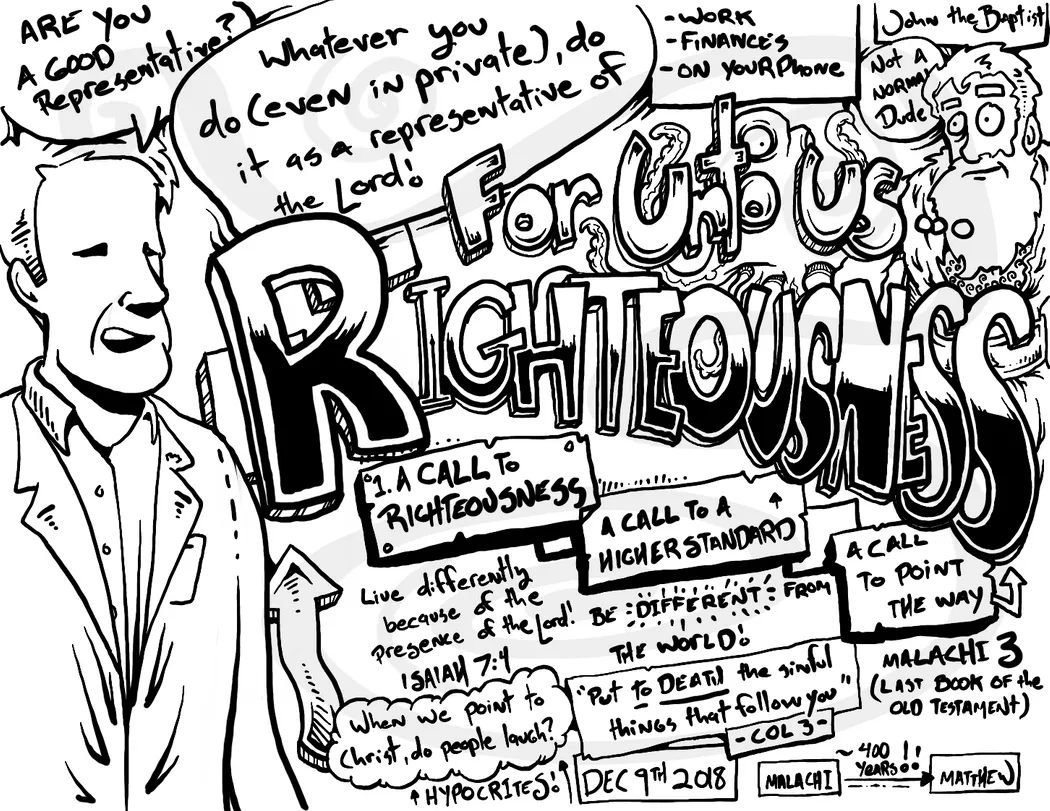 ARE YOU
A GOOD
Representative?
Whatever you
do (even in private), do
it as a representative of
the Lord!
- WORK
- FINANCES
- ON YOUR PHONE
John the Baptist
NOT A
NORMAL
Dude
For Unto Us
RIGHTEOUSNESS
1. A CALL TO
RIGHTEOUSNESS
A CALL TO A
HIGHER STANDARD
A CALL
TO POINT
THE WAY
Live differently
because of the
presence of the Lord!
ISAIAH 7:4
BE DIFFERENT FROM
THE WORLD!
"Put to DEATH the sinful
things that follow you"
- COL 3 -
MALACHI 3
(LAST BOOK OF the
OLD TESTAMENT)
When we point to
Christ, do people laugh?
HYPOCRITES!
DEC 9TH 2018
MALACHI
~ 400
YEARS!!
MATTHEW